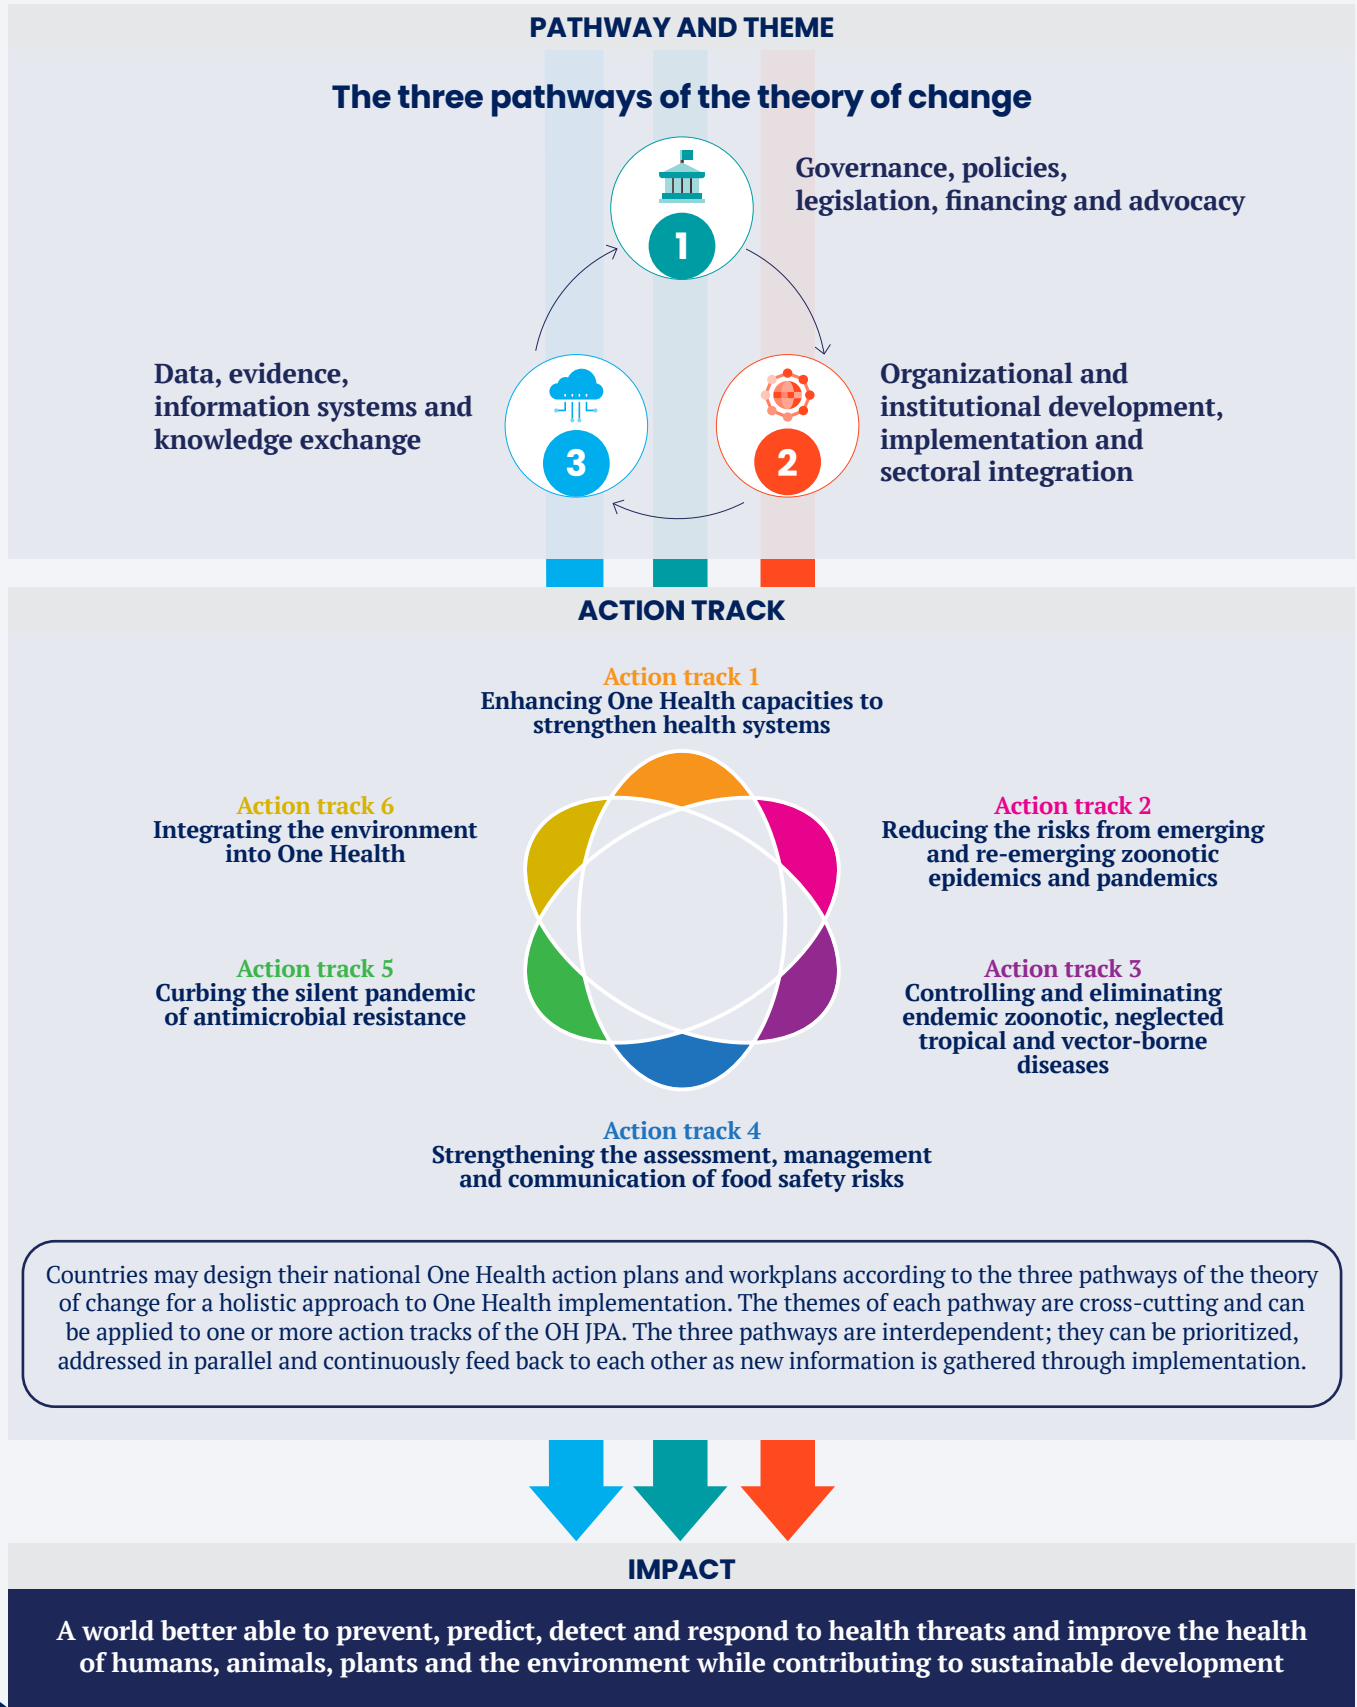 PATHWAY AND THEME
The three pathways of the theory of change
1
Governance, policies,
legislation, financing and advocacy
2
Organizational and
institutional development,
implementation and
sectoral integration
3
Data, evidence,
information systems and
knowledge exchange
ACTION TRACK
Action track 1
Enhancing One Health capacities to
strengthen health systems
Action track 2
Reducing the risks from emerging
and re-emerging zoonotic
epidemics and pandemics
Action track 3
Controlling and eliminating
endemic zoonotic, neglected
tropical and vector-borne
diseases
Action track 4
Strengthening the assessment, management
and communication of food safety risks
Action track 5
Curbing the silent pandemic
of antimicrobial resistance
Action track 6
Integrating the environment
into One Health
Countries may design their national One Health action plans and workplans according to the three pathways of the theory
of change for a holistic approach to One Health implementation. The themes of each pathway are cross-cutting and can
be applied to one or more action tracks of the OH JPA. The three pathways are interdependent; they can be prioritized,
addressed in parallel and continuously feed back to each other as new information is gathered through implementation.
IMPACT
A world better able to prevent, predict, detect and respond to health threats and improve the health
of humans, animals, plants and the environment while contributing to sustainable development